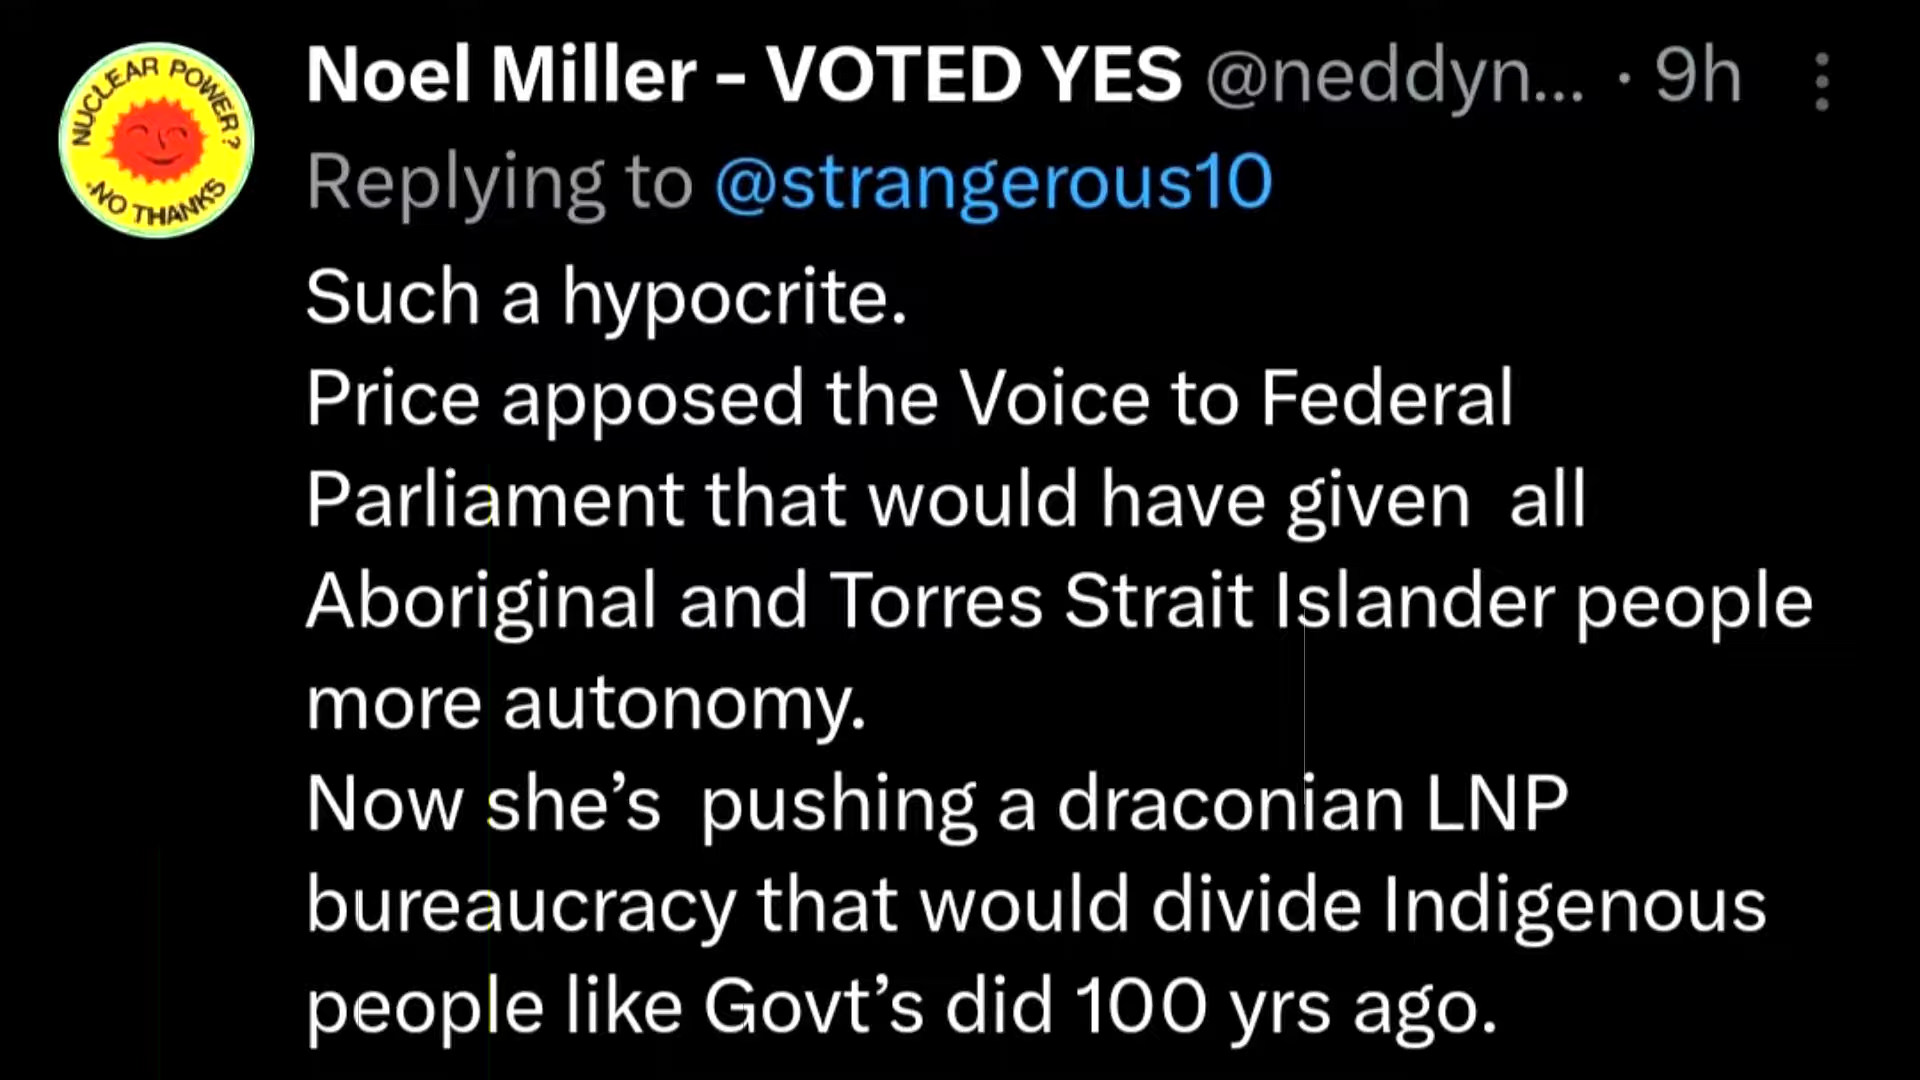 NUCLEAR POWER?
NO THANKS
Noel Miller - VOTED YES @neddyn... · 9h
Replying to @strangerous10
Such a hypocrite.
Price apposed the Voice to Federal
Parliament that would have given  all
Aboriginal and Torres Strait Islander people
more autonomy.
Now she’s  pushing a draconian LNP
bureaucracy that would divide Indigenous
people like Govt’s did 100 yrs ago.